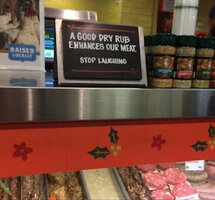 RAISED
LOCALLY
A GOOD DRY RUB
ENHANCES OUR MEAT.
STOP LAUGHING